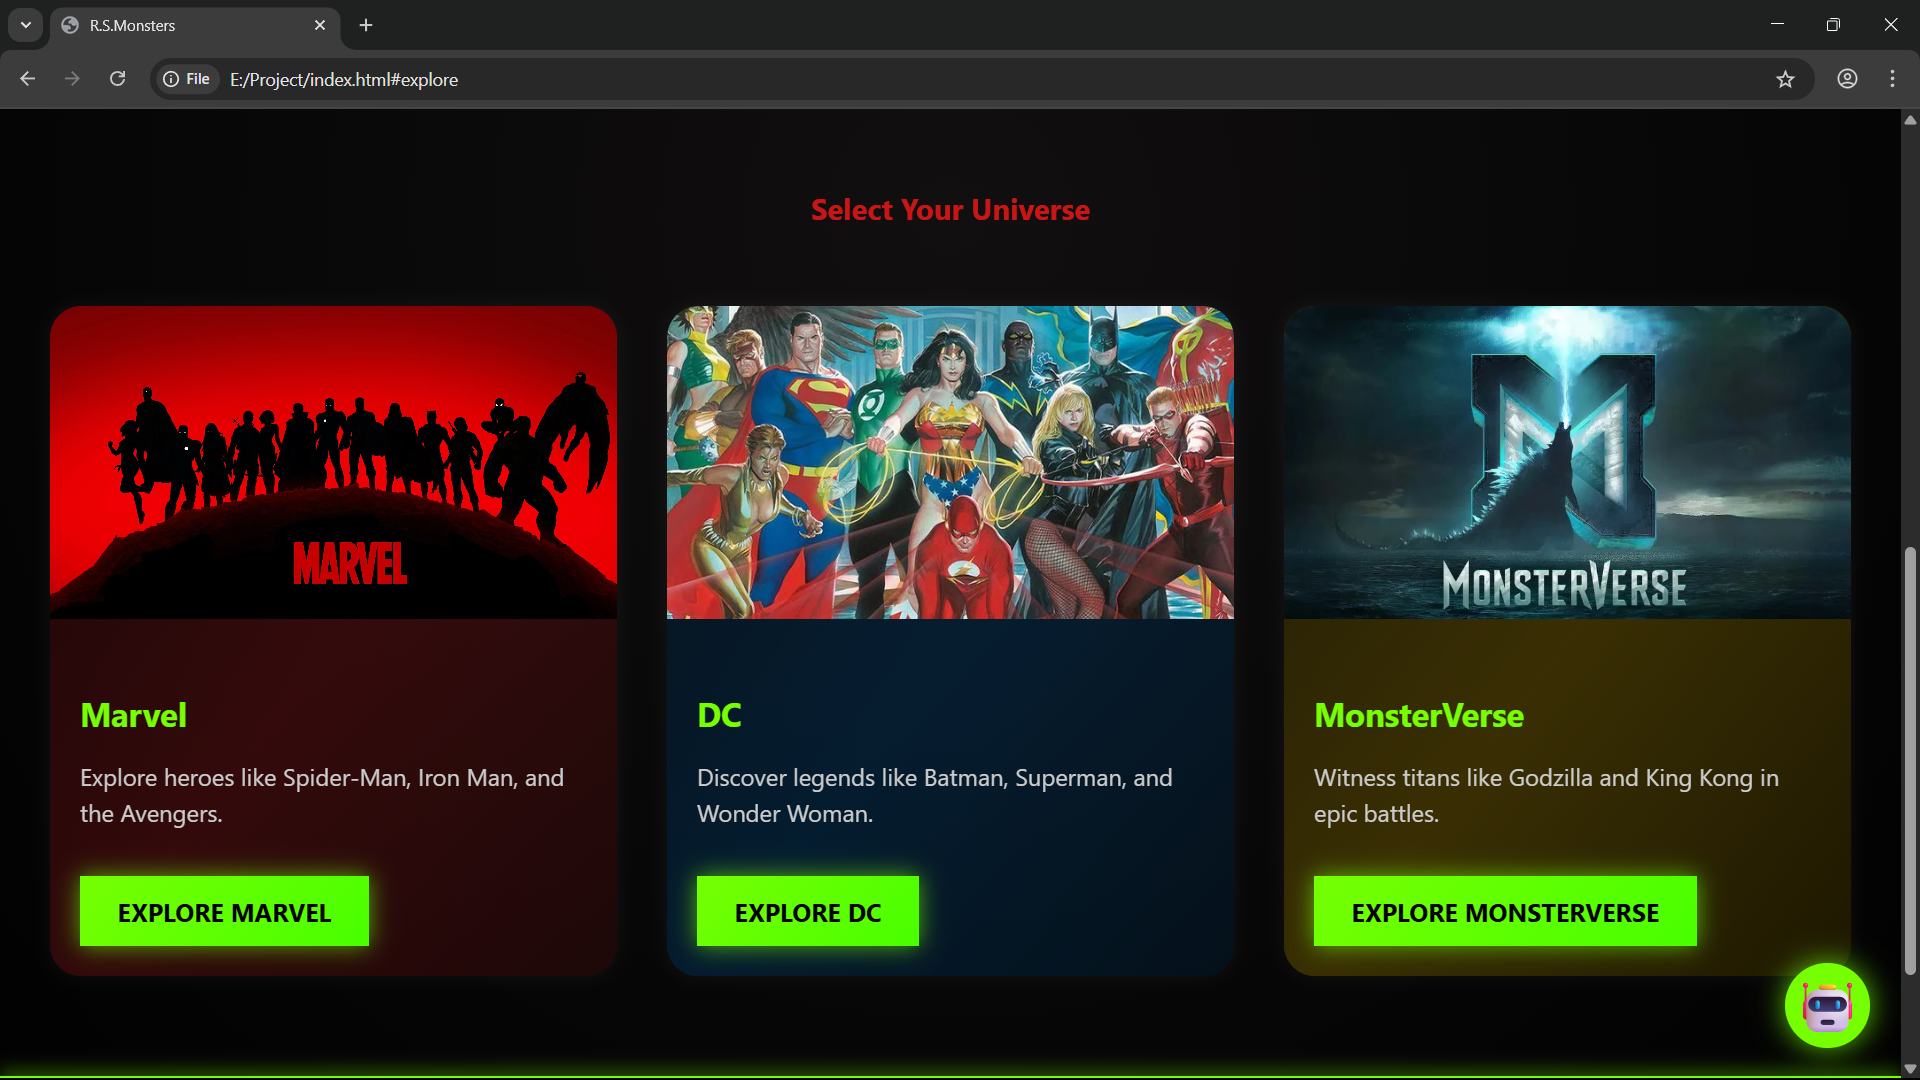 R.S.Monsters
File
E:/Project/index.html#explore
Select Your Universe
MARVEL
MONSTERVERSE
Marvel
Explore heroes like Spider-Man, Iron Man, and
the Avengers.
EXPLORE MARVEL
DC
Discover legends like Batman, Superman, and
Wonder Woman.
EXPLORE DC
MonsterVerse
Witness titans like Godzilla and King Kong in
epic battles.
EXPLORE MONSTERVERSE